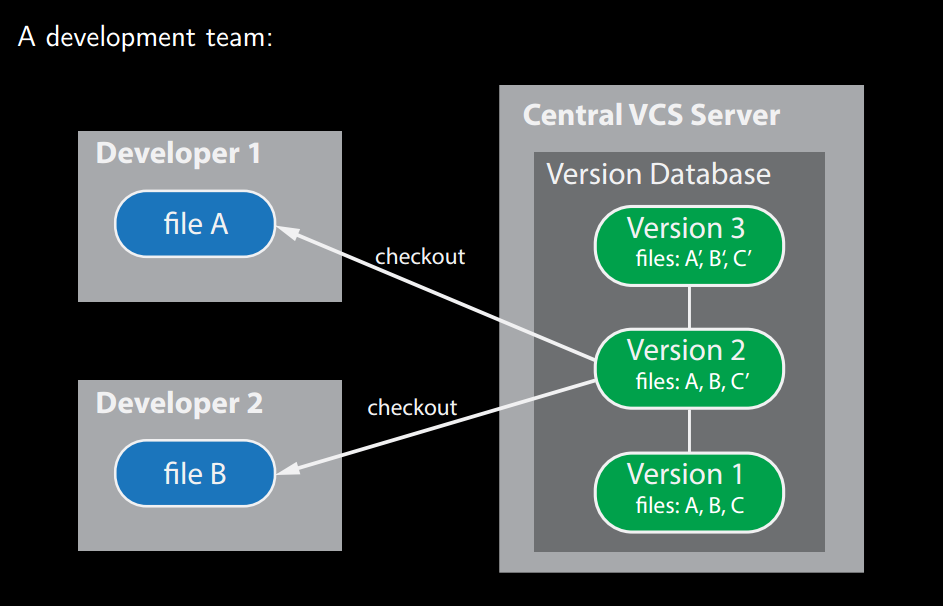 A development team:
Central VCS Server
Developer 1
Version Database
file A
Version 3
files: A’, B‘, C’
checkout
Version 2
files: A, B, C’
Developer 2
checkout
file B
Version 1
files: A, B, C